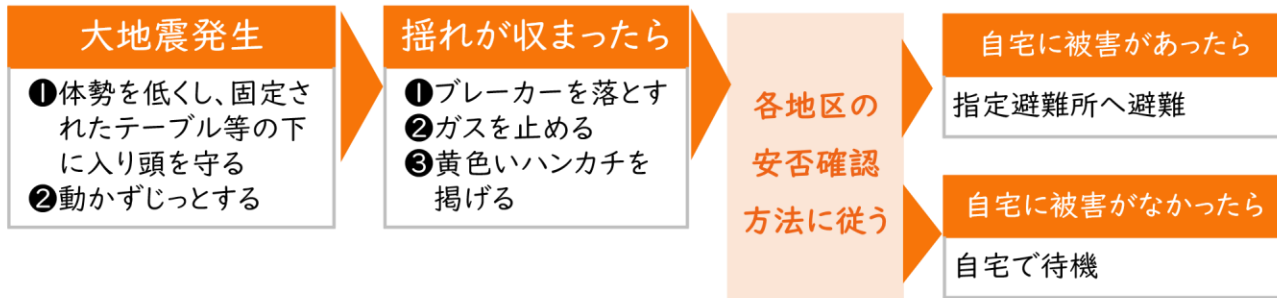 大地震発生
❶体勢を低くし、固定さ
れたテーブル等の下
に入り頭を守る
❷動かずじっとする
揺れが収まったら
❶ブレーカーを落とす
❷ガスを止める
❸黄色いハンカチを
掲げる
各地区の
安否確認
方法に従う
自宅に被害があったら
指定避難所へ避難
自宅に被害がなかったら
自宅で待機